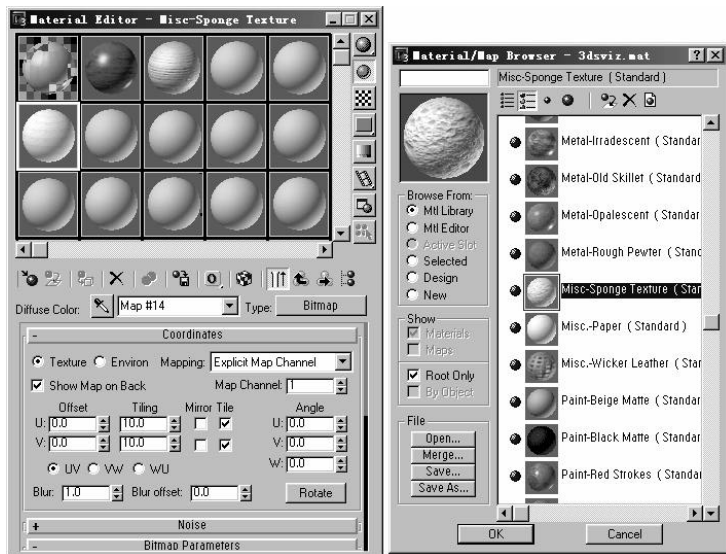 Material Editor - Misc-Sponge Texture
Diffuse Color:
Map #14
Type:
Bitmap
Coordinates
Texture
Environ
Mapping:
Explicit Map Channel
Show Map on Back
Map Channel:
1
Offset
Tiling
Mirror
Tile
Angle
U:
0.0
10.0
U:
0.0
V:
0.0
10.0
V:
0.0
W:
0.0
UV
VW
WU
Blur:
1.0
Blur offset:
0.0
Rotate
+
Noise
-
Bitmap Parameters
Material/Map Browser - 3dsviz.mat
Misc-Sponge Texture ( Standard )
Browse From:
Mtl Library
Mtl Editor
Active Slot
Selected
Design
New
Show
Materials
Maps
Root Only
By Object
File
Open...
Merge...
Save...
Save As...
Metal-Irradescent ( Standar
Metal-Old Skillet ( Standard
Metal-Opalescent ( Standar
Metal-Rough Pewter ( Stand
Misc-Sponge Texture ( Star
Misc.-Paper ( Standard )
Misc.-Wicker Leather ( Star
Paint-Beige Matte ( Standar
Paint-Black Matte ( Standar
Paint-Red Strokes ( Standar
OK
Cancel